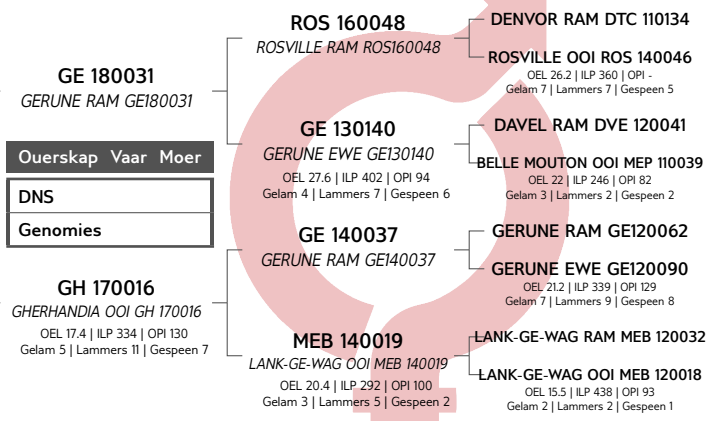 GE 180031
GERUNE RAM GE180031
Ouerskap Vaar Moer
DNS
Genomies
GH 170016
GHERHANDIA OOI GH 170016
OEL 17.4 | ILP 334 | OPI 130
Gelam 5 | Lammers 11 | Gespeen 7
ROS 160048
ROSVILLE RAM ROS160048
GE 130140
GERUNE EWE GE130140
OEL 27.6 | ILP 402 | OPI 94
Gelam 4 | Lammers 7 | Gespeen 6
GE 140037
GERUNE RAM GE140037
MEB 140019
LANK-GE-WAG OOI MEB 140019
OEL 20.4 | ILP 292 | OPI 100
Gelam 3 | Lammers 5 | Gespeen 2
DENVOR RAM DTC 110134
ROSVILLE OOI ROS 140046
OEL 26.2 | ILP 360 | OPI -
Gelam 7 | Lammers 7 | Gespeen 5
DAVEL RAM DVE 120041
BELLE MOUTON OOI MEP 110039
OEL 22 | ILP 246 | OPI 82
Gelam 3 | Lammers 2 | Gespeen 2
GERUNE RAM GE120062
GERUNE EWE GE120090
OEL 21.2 | ILP 339 | OPI 129
Gelam 7 | Lammers 9 | Gespeen 8
LANK-GE-WAG RAM MEB 120032
LANK-GE-WAG OOI MEB 120018
OEL 15.5 | ILP 438 | OPI 93
Gelam 2 | Lammers 2 | Gespeen 1